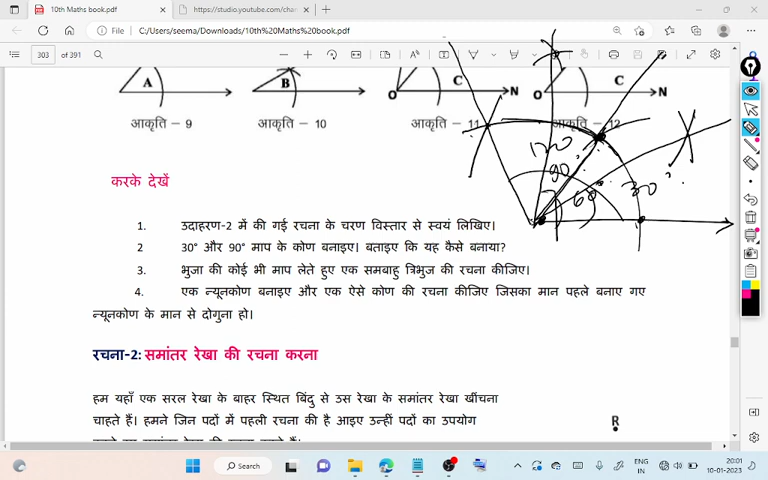 10th Maths book.pdf
https://studio.youtube.com/chan
File
C:/Users/seema/Downloads/10th%20Maths%20book.pdf
303 of 391
A B C N O C N
आकृति – 9 आकृति – 10 आकृति – 11 आकृति – 12
120
90°
60°
30°
करके देखें
1. उदाहरण-2 में की गई रचना के चरण विस्तार से स्वयं लिखिए।
2 30° और 90° माप के कोण बनाइए। बताइए कि यह कैसे बनाया?
3. भुजा की कोई भी माप लेते हुए एक समबाहु त्रिभुज की रचना कीजिए।
4. एक न्यूनकोण बनाइए और एक ऐसे कोण की रचना कीजिए जिसका मान पहले बनाए गए
न्यूनकोण के मान से दोगुना हो।
रचना-2: समांतर रेखा की रचना करना
हम यहाँ एक सरल रेखा के बाहर स्थित बिंदु से उस रेखा के समांतर रेखा खींचना
चाहते हैं। हमने जिन पदों में पहली रचना की है आइए उन्हीं पदों का उपयोग
R
Search
ENG
IN
20:01
10-01-2023